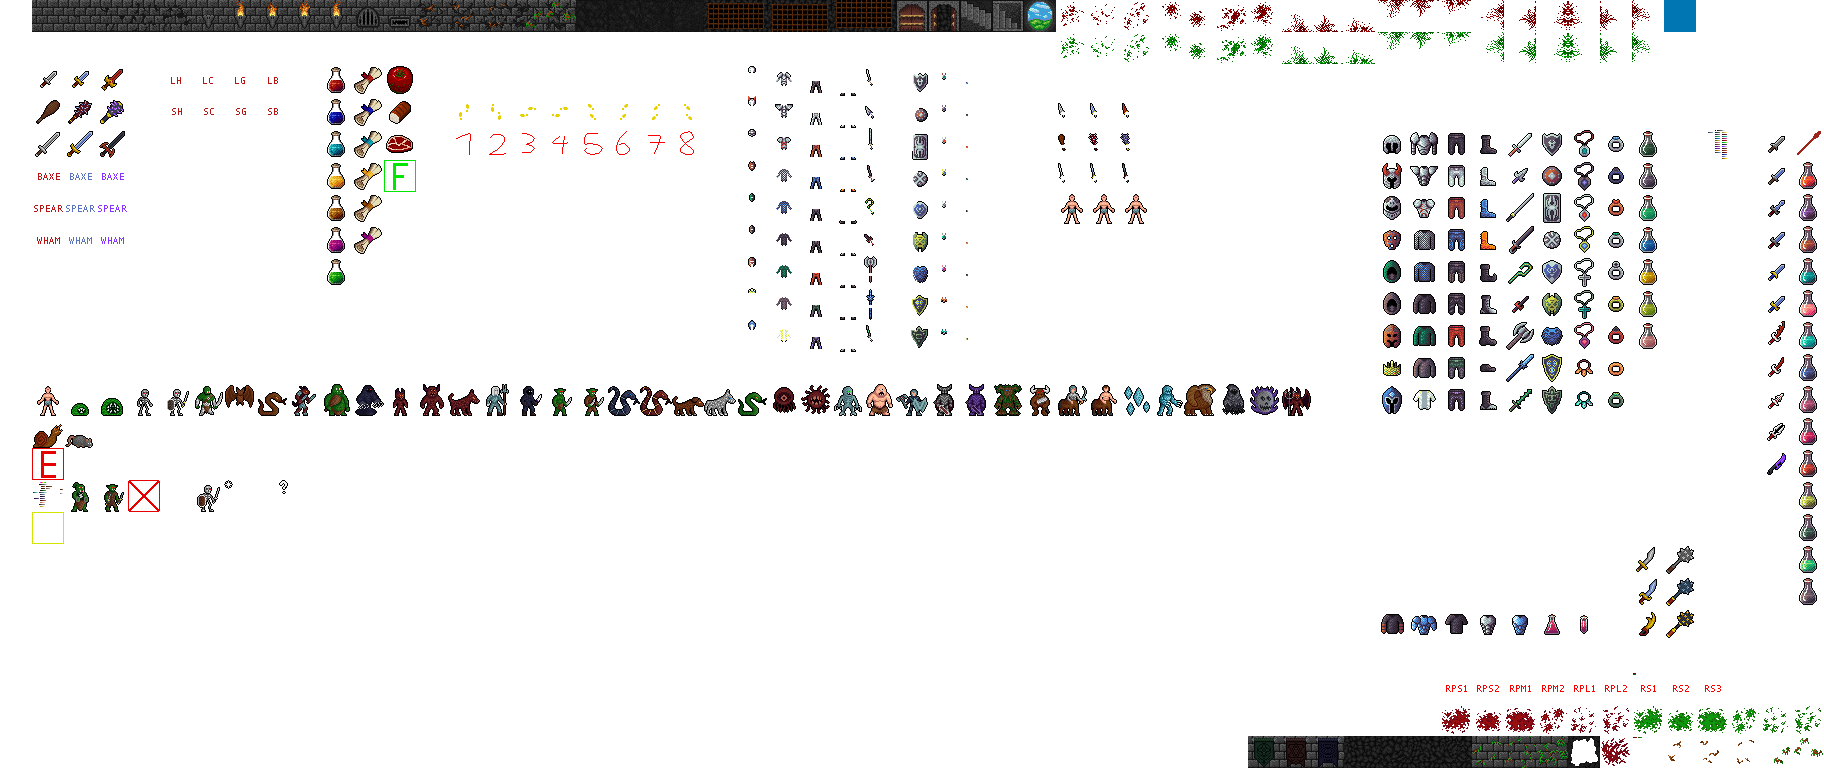 LH LC LG LB
SH SC SG SB
1 2 3 4 5 6 7 8
BAXE BAXE BAXE
F
SPEAR SPEAR SPEAR
WHAM WHAM WHAM
E
?
RPS1 RPS2 RPM1 RPM2 RPL1 RPL2 RS1 RS2 RS3